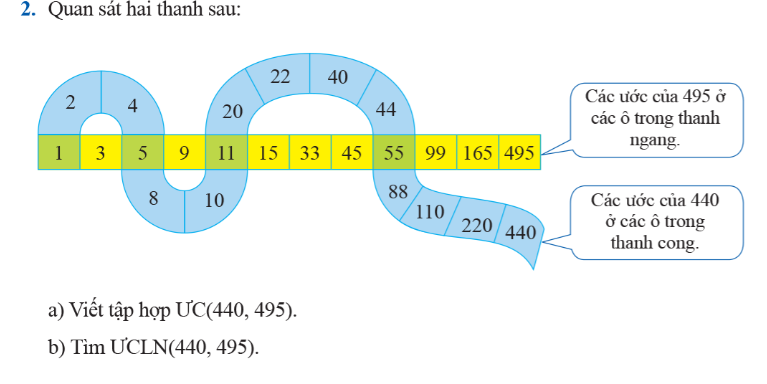 2. Quan sát hai thanh sau:
22 40
2 4 20 44
1 3 5 9 11 15 33 45 55 99 165 495
8 10 88 110 220 440
Các ước của 495 ở
các ô trong thanh
ngang.
Các ước của 440
ở các ô trong
thanh cong.
a) Viết tập hợp ƯC(440, 495).
b) Tìm ƯCLN(440, 495).